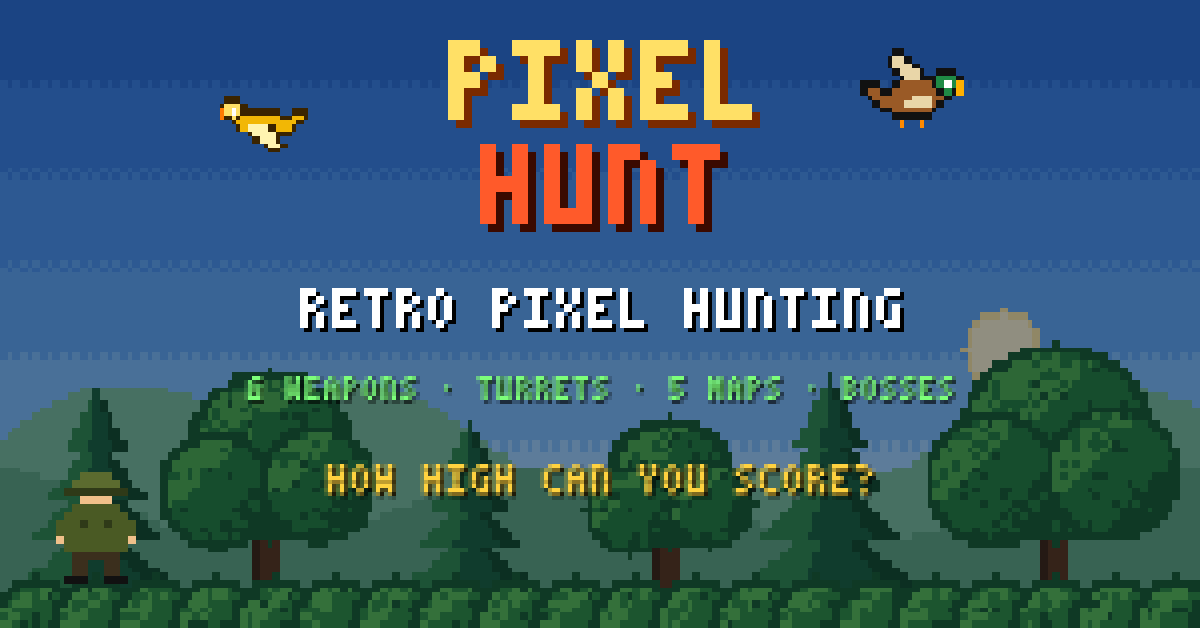 PIXEL
HUNT
RETRO PIXEL HUNTING
6 WEAPONS · TURRETS · 5 MAPS · BOSSES
HOW HIGH CAN YOU SCORE?